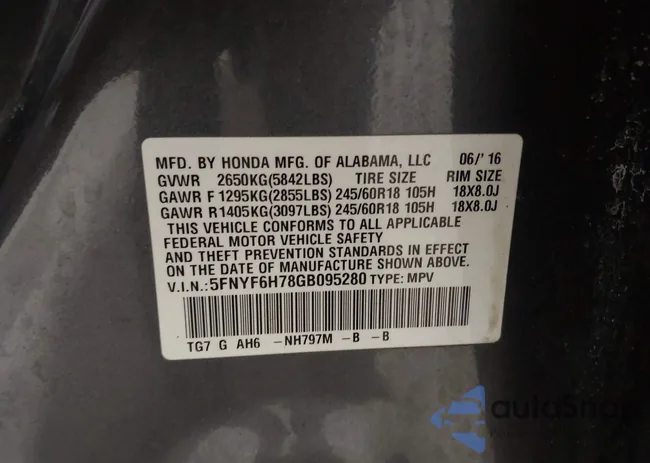 MFD. BY HONDA MFG. OF ALABAMA, LLC 06/'16
GVWR 2650KG(5842LBS) TIRE SIZE RIM SIZE
GAWR F 1295KG(2855LBS) 245/60R18 105H 18X8.0J
GAWR R1405KG(3097LBS) 245/60R18 105H 18X8.0J
THIS VEHICLE CONFORMS TO ALL APPLICABLE
FEDERAL MOTOR VEHICLE SAFETY
AND THEFT PREVENTION STANDARDS IN EFFECT
ON THE DATE OF MANUFACTURE SHOWN ABOVE.
V.I.N.: 5FNYF6H78GB095280 TYPE: MPV
TG7 G AH6 -NH797M -B -B